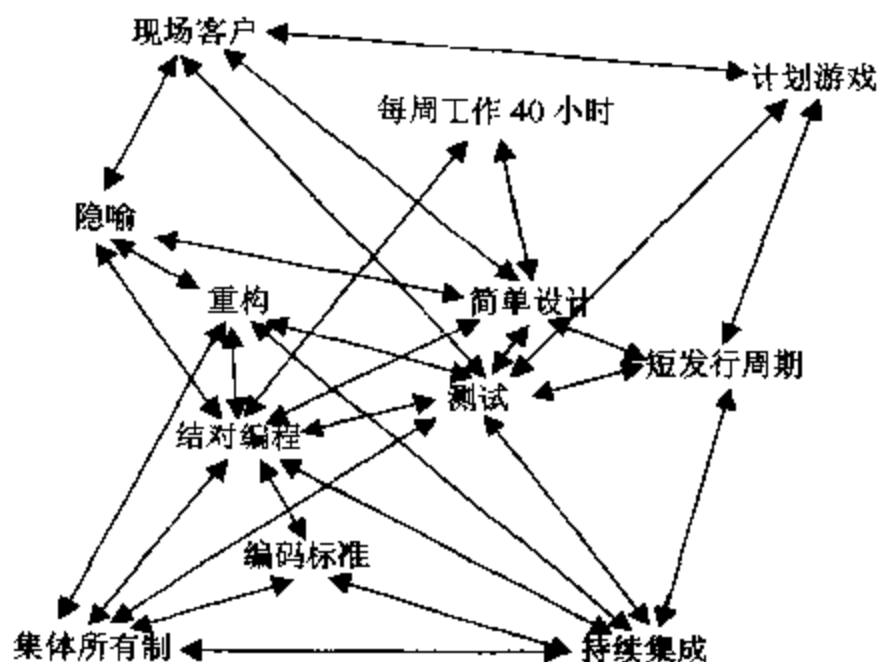 现场客户
计划游戏
每周工作 40 小时
隐喻
重构
简单设计
短发行周期
测试
结对编程
编码标准
集体所有制
持续集成